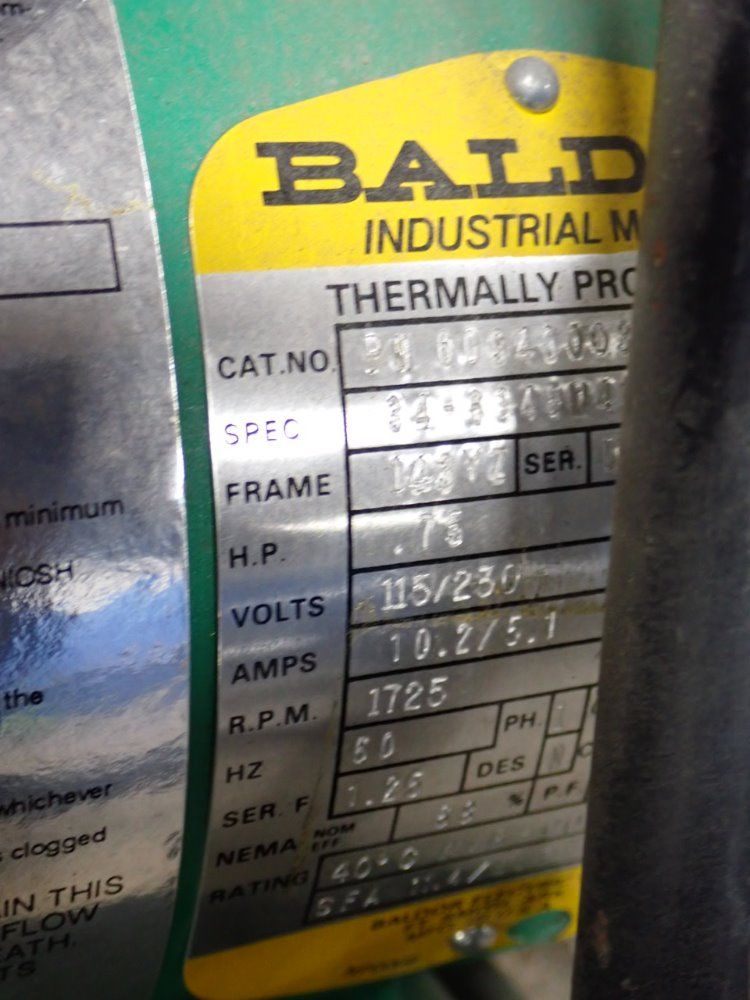 minimum
NIOSH
the
whichever
clogged
IN THIS
FLOW
EATH.
TS
BALD
INDUSTRIAL M
THERMALLY PRO
CAT.NO.
SPEC
FRAME SER.
H.P. .75
VOLTS 115/230
AMPS 10.2/5.1
R.P.M. 1725
HZ 60 PH. 1
SER. F. 1.25 DES N
NEMA NOM EFF % P.F.
RATING 40·C